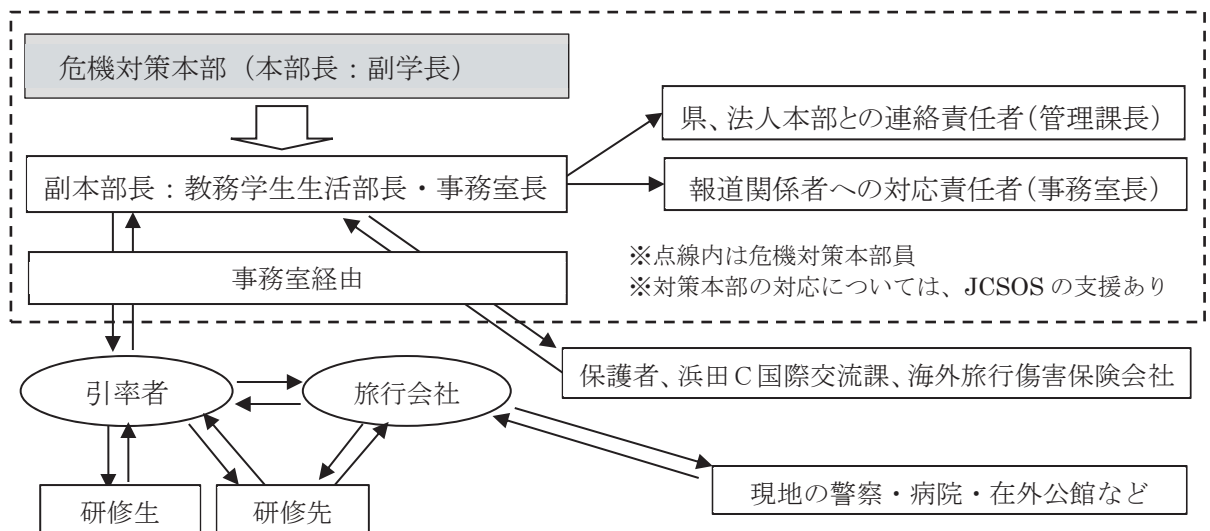 危機対策本部（本部長：副学長）
県、法人本部との連絡責任者（管理課長）
副本部長：教務学生生活部長・事務室長
報道関係者への対応責任者（事務室長）
事務室経由
※点線内は危機対策本部員
※対策本部の対応については、JCSOS の支援あり
保護者、浜田Ｃ国際交流課、海外旅行傷害保険会社
引率者
旅行会社
現地の警察・病院・在外公館など
研修生
研修先